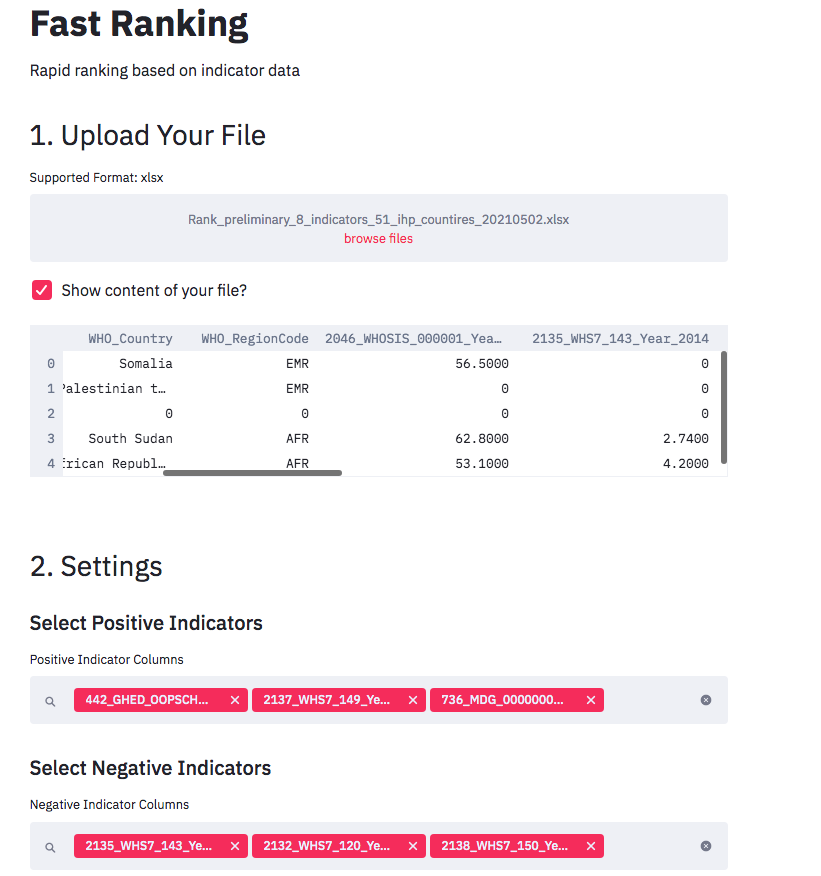 Fast Ranking
Rapid ranking based on indicator data
1. Upload Your File
Supported Format: xlsx
Rank_preliminary_8_indicators_51_ihp_countires_20210502.xlsx
browse files
Show content of your file?
WHO_Country WHO_RegionCode 2046_WHOSIS_000001_Yea… 2135_WHS7_143_Year_2014
0 Somalia EMR 56.5000 0
1 Palestinian t… EMR 0 0
2 0 0 0 0
3 South Sudan AFR 62.8000 2.7400
4 frican Republ… AFR 53.1000 4.2000
2. Settings
Select Positive Indicators
Positive Indicator Columns
442_GHED_OOPSCH... 2137_WHS7_149_Ye... 736_MDG_0000000...
Select Negative Indicators
Negative Indicator Columns
2135_WHS7_143_Ye... 2132_WHS7_120_Ye... 2138_WHS7_150_Ye...